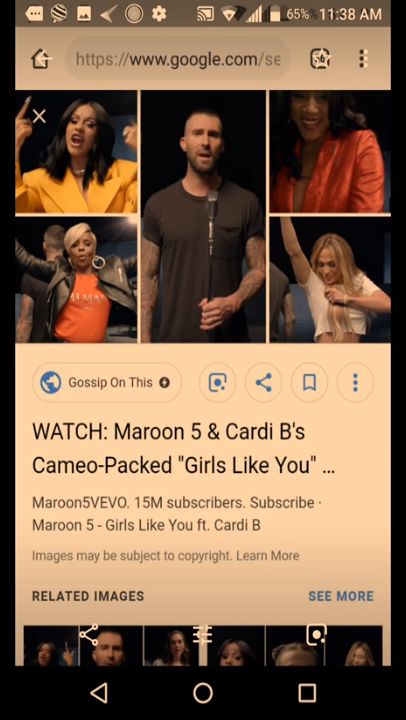 65% 11:38 AM
https://www.google.com/se
Gossip On This
WATCH: Maroon 5 & Cardi B's
Cameo-Packed "Girls Like You" ...
Maroon5VEVO. 15M subscribers. Subscribe ·
Maroon 5 - Girls Like You ft. Cardi B
Images may be subject to copyright. Learn More
RELATED IMAGES
SEE MORE